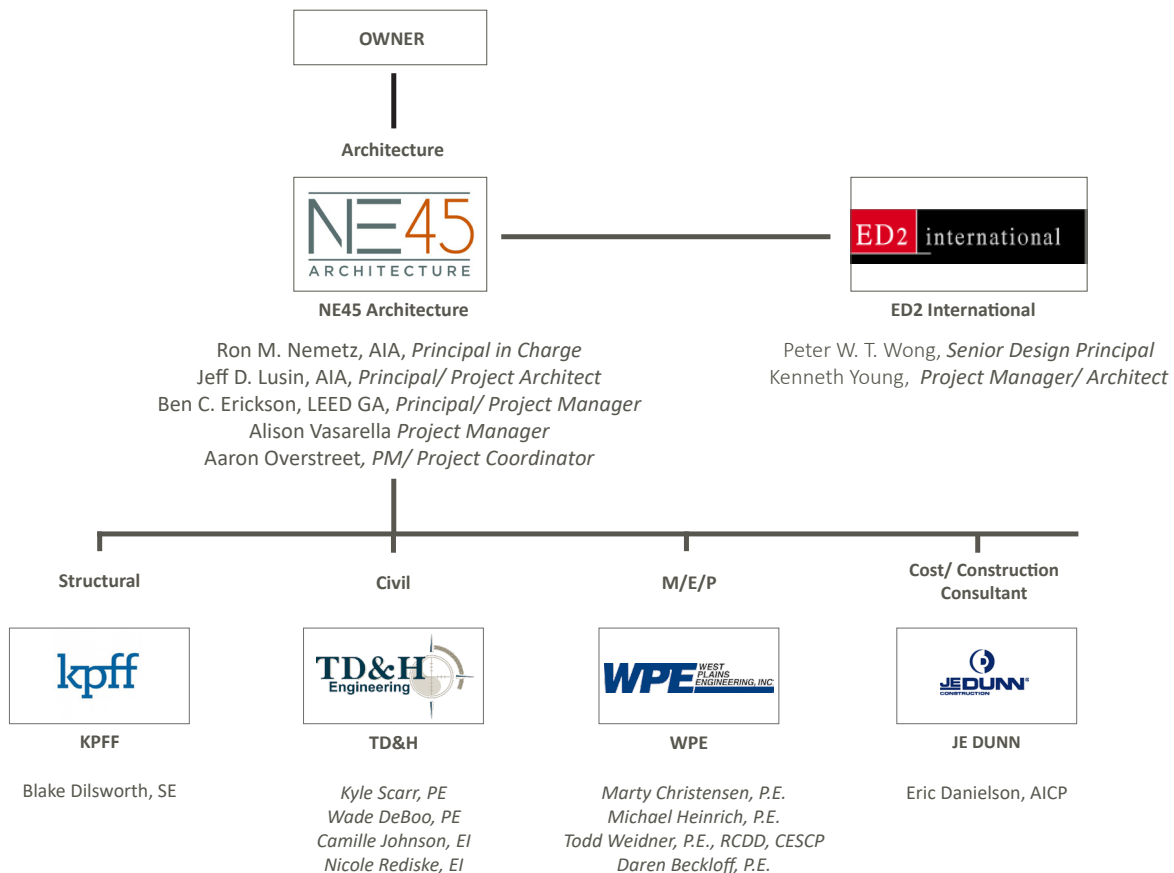 OWNER
Architecture
NE45
ARCHITECTURE
NE45 Architecture
Ron M. Nemetz, AIA, Principal in Charge
Jeff D. Lusin, AIA, Principal/ Project Architect
Ben C. Erickson, LEED GA, Principal/ Project Manager
Alison Vasarella Project Manager
Aaron Overstreet, PM/ Project Coordinator
ED2 international
ED2 International
Peter W. T. Wong, Senior Design Principal
Kenneth Young, Project Manager/ Architect
Structural
kpff
KPFF
Blake Dilsworth, SE
Civil
TD&H
Engineering
TD&H
Kyle Scarr, PE
Wade DeBoo, PE
Camille Johnson, EI
Nicole Rediske, EI
M/E/P
WPE
WEST
PLAINS
ENGINEERING, INC
WPE
Marty Christensen, P.E.
Michael Heinrich, P.E.
Todd Weidner, P.E., RCDD, CESCP
Daren Beckloff, P.E.
Cost/ Construction
Consultant
JEDUNN®
CONSTRUCTION
JE DUNN
Eric Danielson, AICP